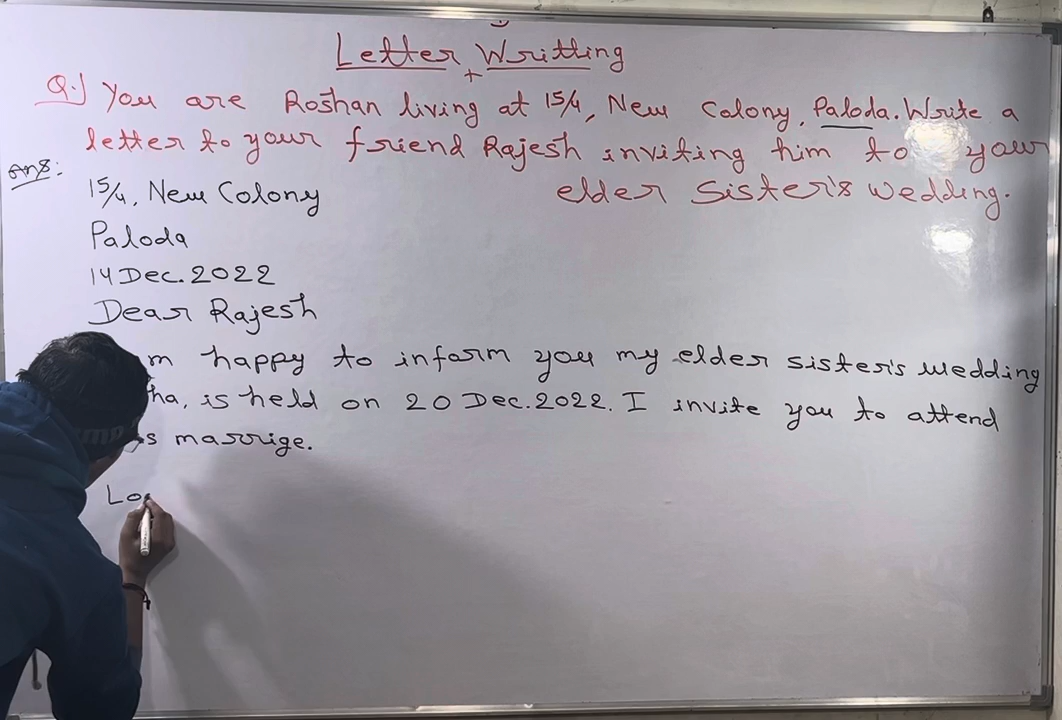 Letter Writting
Q.) You are Roshan living at 15/4, New Colony, Paloda. Write a
letter to your friend Rajesh inviting him to your
elder sister's wedding.
Ans:
15/4, New Colony
Paloda
14 Dec. 2022
Dear Rajesh
m happy to inform you my elder sister's wedding
ha, is held on 20 Dec. 2022. I invite you to attend
s marrige.
Lo